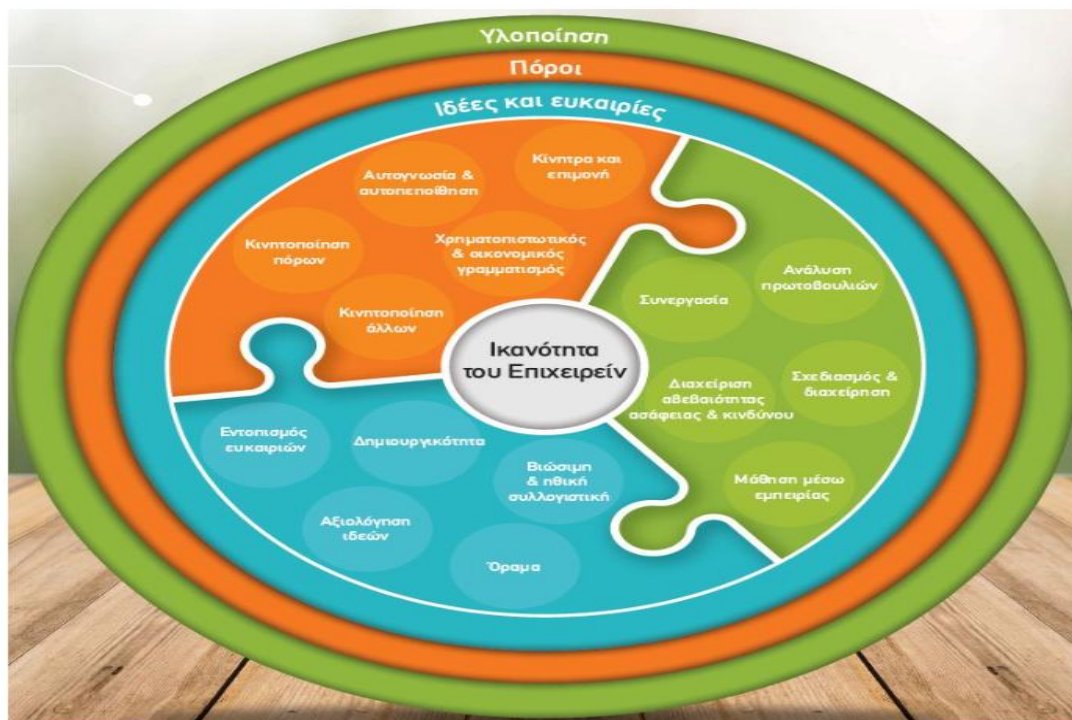 Υλοποίηση
Πόροι
Ιδέες και ευκαιρίες
Κίνητρα και
επιμονή
Αυτογνωσία &
αυτοπεποίθηση
Κινητοποίηση
πόρων
Χρηματοπιστωτικός
& οικονομικός
γραμματισμός
Κινητοποίηση
άλλων
Ανάλυση
πρωτοβουλιών
Συνεργασία
Σχεδιασμός &
διαχείρηση
Διαχείριση
αβεβαιότητας
ασάφειας & κινδύνου
Μάθηση μέσω
εμπειρίας
Ικανότητα
του Επιχειρείν
Εντοπισμός
ευκαιριών
Δημιουργικότητα
Βιώσιμη
& ηθική
συλλογιστική
Αξιολόγηση
ιδεών
Όραμα